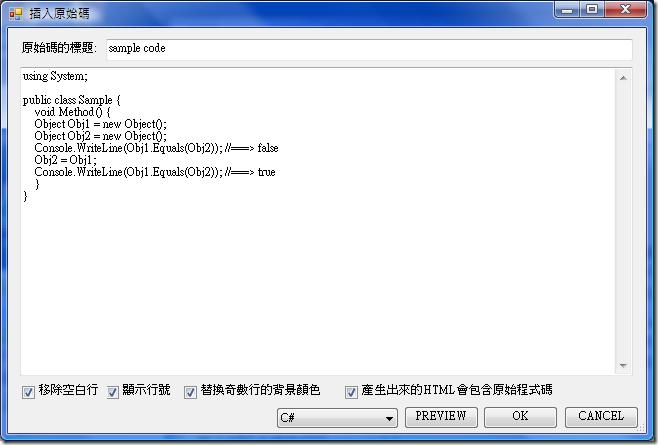 插入原始碼
原始碼的標題: sample code
using System;
public class Sample {
void Method() {
Object Obj1 = new Object();
Object Obj2 = new Object();
Console.WriteLine(Obj1.Equals(Obj2)); //===> false
Obj2 = Obj1;
Console.WriteLine(Obj1.Equals(Obj2)); //===> true
}
}
移除空白行 顯示行號 替換奇數行的背景顏色 產生出來的HTML會包含原始程式碼
C# PREVIEW OK CANCEL